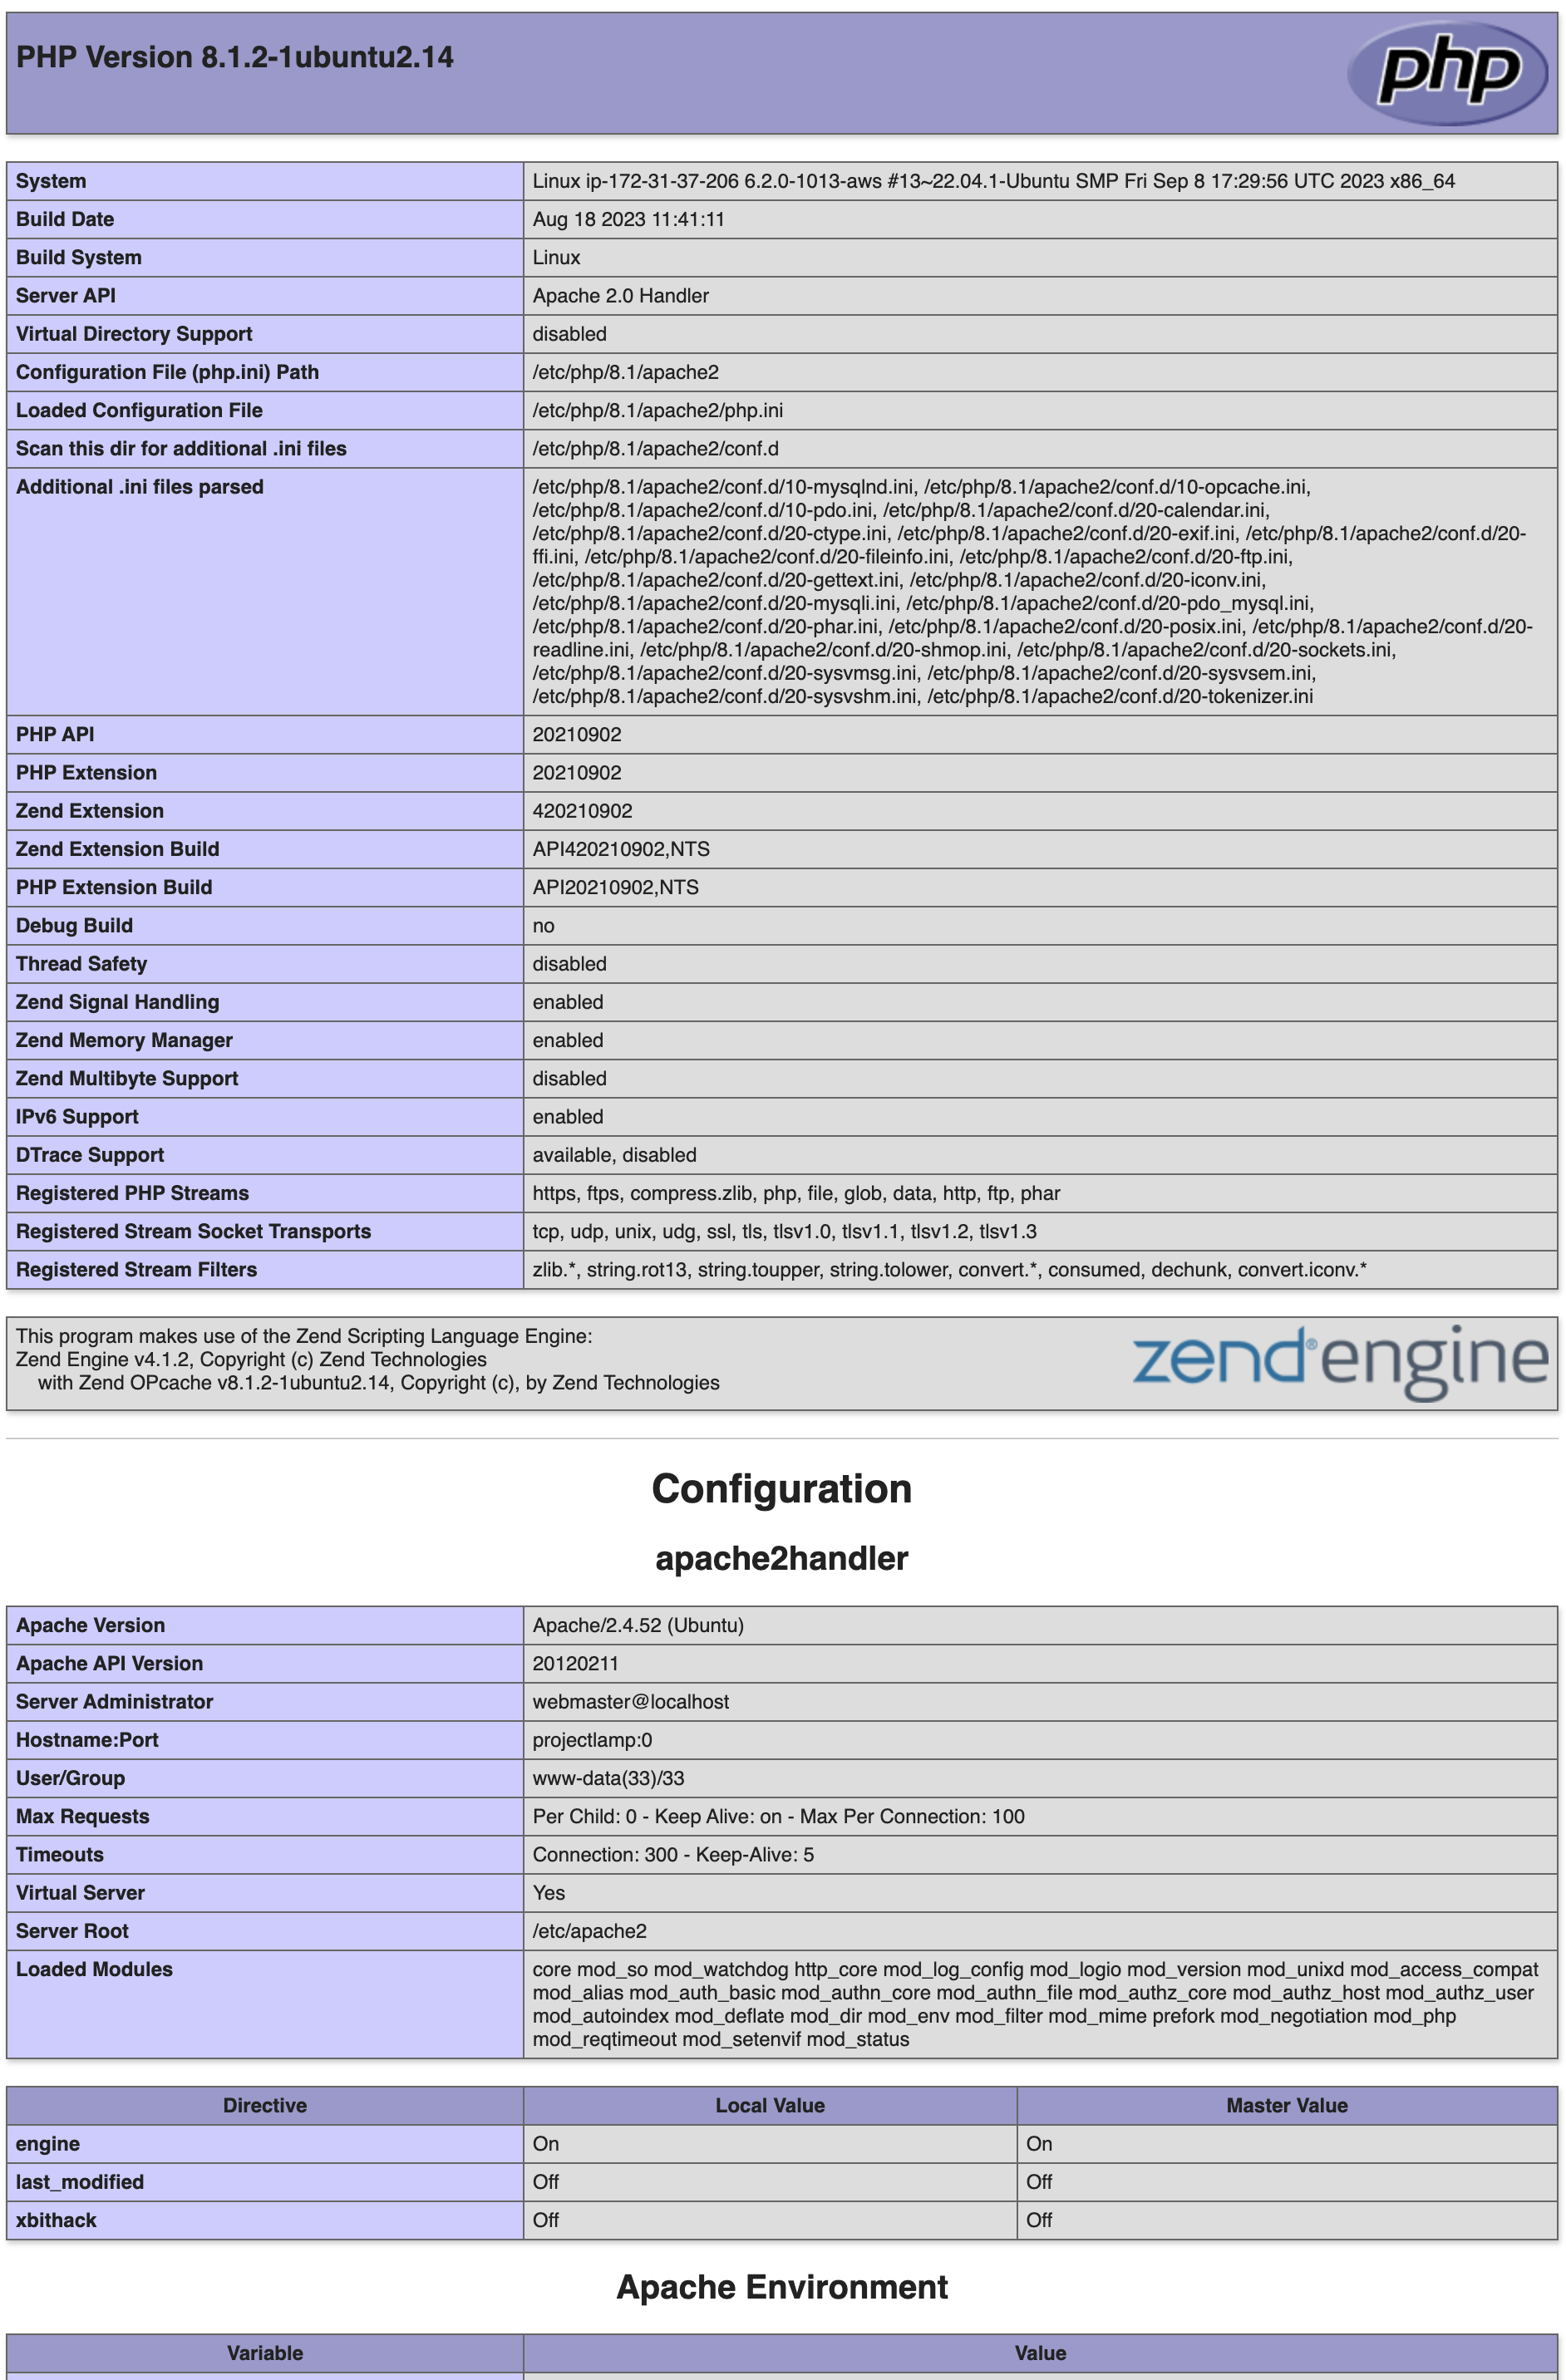 PHP Version 8.1.2-1ubuntu2.14
php
System Linux ip-172-31-37-206 6.2.0-1013-aws #13~22.04.1-Ubuntu SMP Fri Sep 8 17:29:56 UTC 2023 x86_64
Build Date Aug 18 2023 11:41:11
Build System Linux
Server API Apache 2.0 Handler
Virtual Directory Support disabled
Configuration File (php.ini) Path /etc/php/8.1/apache2
Loaded Configuration File /etc/php/8.1/apache2/php.ini
Scan this dir for additional .ini files /etc/php/8.1/apache2/conf.d
Additional .ini files parsed /etc/php/8.1/apache2/conf.d/10-mysqlnd.ini, /etc/php/8.1/apache2/conf.d/10-opcache.ini,
/etc/php/8.1/apache2/conf.d/10-pdo.ini, /etc/php/8.1/apache2/conf.d/20-calendar.ini,
/etc/php/8.1/apache2/conf.d/20-ctype.ini, /etc/php/8.1/apache2/conf.d/20-exif.ini, /etc/php/8.1/apache2/conf.d/20-
ffi.ini, /etc/php/8.1/apache2/conf.d/20-fileinfo.ini, /etc/php/8.1/apache2/conf.d/20-ftp.ini,
/etc/php/8.1/apache2/conf.d/20-gettext.ini, /etc/php/8.1/apache2/conf.d/20-iconv.ini,
/etc/php/8.1/apache2/conf.d/20-mysqli.ini, /etc/php/8.1/apache2/conf.d/20-pdo_mysql.ini,
/etc/php/8.1/apache2/conf.d/20-phar.ini, /etc/php/8.1/apache2/conf.d/20-posix.ini, /etc/php/8.1/apache2/conf.d/20-
readline.ini, /etc/php/8.1/apache2/conf.d/20-shmop.ini, /etc/php/8.1/apache2/conf.d/20-sockets.ini,
/etc/php/8.1/apache2/conf.d/20-sysvmsg.ini, /etc/php/8.1/apache2/conf.d/20-sysvsem.ini,
/etc/php/8.1/apache2/conf.d/20-sysvshm.ini, /etc/php/8.1/apache2/conf.d/20-tokenizer.ini
PHP API 20210902
PHP Extension 20210902
Zend Extension 420210902
Zend Extension Build API420210902,NTS
PHP Extension Build API20210902,NTS
Debug Build no
Thread Safety disabled
Zend Signal Handling enabled
Zend Memory Manager enabled
Zend Multibyte Support disabled
IPv6 Support enabled
DTrace Support available, disabled
Registered PHP Streams https, ftps, compress.zlib, php, file, glob, data, http, ftp, phar
Registered Stream Socket Transports tcp, udp, unix, udg, ssl, tls, tlsv1.0, tlsv1.1, tlsv1.2, tlsv1.3
Registered Stream Filters zlib.*, string.rot13, string.toupper, string.tolower, convert.*, consumed, dechunk, convert.iconv.*
This program makes use of the Zend Scripting Language Engine:
Zend Engine v4.1.2, Copyright (c) Zend Technologies
with Zend OPcache v8.1.2-1ubuntu2.14, Copyright (c), by Zend Technologies
zend® engine
Configuration
apache2handler
Apache Version Apache/2.4.52 (Ubuntu)
Apache API Version 20120211
Server Administrator webmaster@localhost
Hostname:Port projectlamp:0
User/Group www-data(33)/33
Max Requests Per Child: 0 - Keep Alive: on - Max Per Connection: 100
Timeouts Connection: 300 - Keep-Alive: 5
Virtual Server Yes
Server Root /etc/apache2
Loaded Modules core mod_so mod_watchdog http_core mod_log_config mod_logio mod_version mod_unixd mod_access_compat
mod_alias mod_auth_basic mod_authn_core mod_authn_file mod_authz_core mod_authz_host mod_authz_user
mod_autoindex mod_deflate mod_dir mod_env mod_filter mod_mime prefork mod_negotiation mod_php
mod_reqtimeout mod_setenvif mod_status
Directive Local Value Master Value
engine On On
last_modified Off Off
xbithack Off Off
Apache Environment
Variable Value